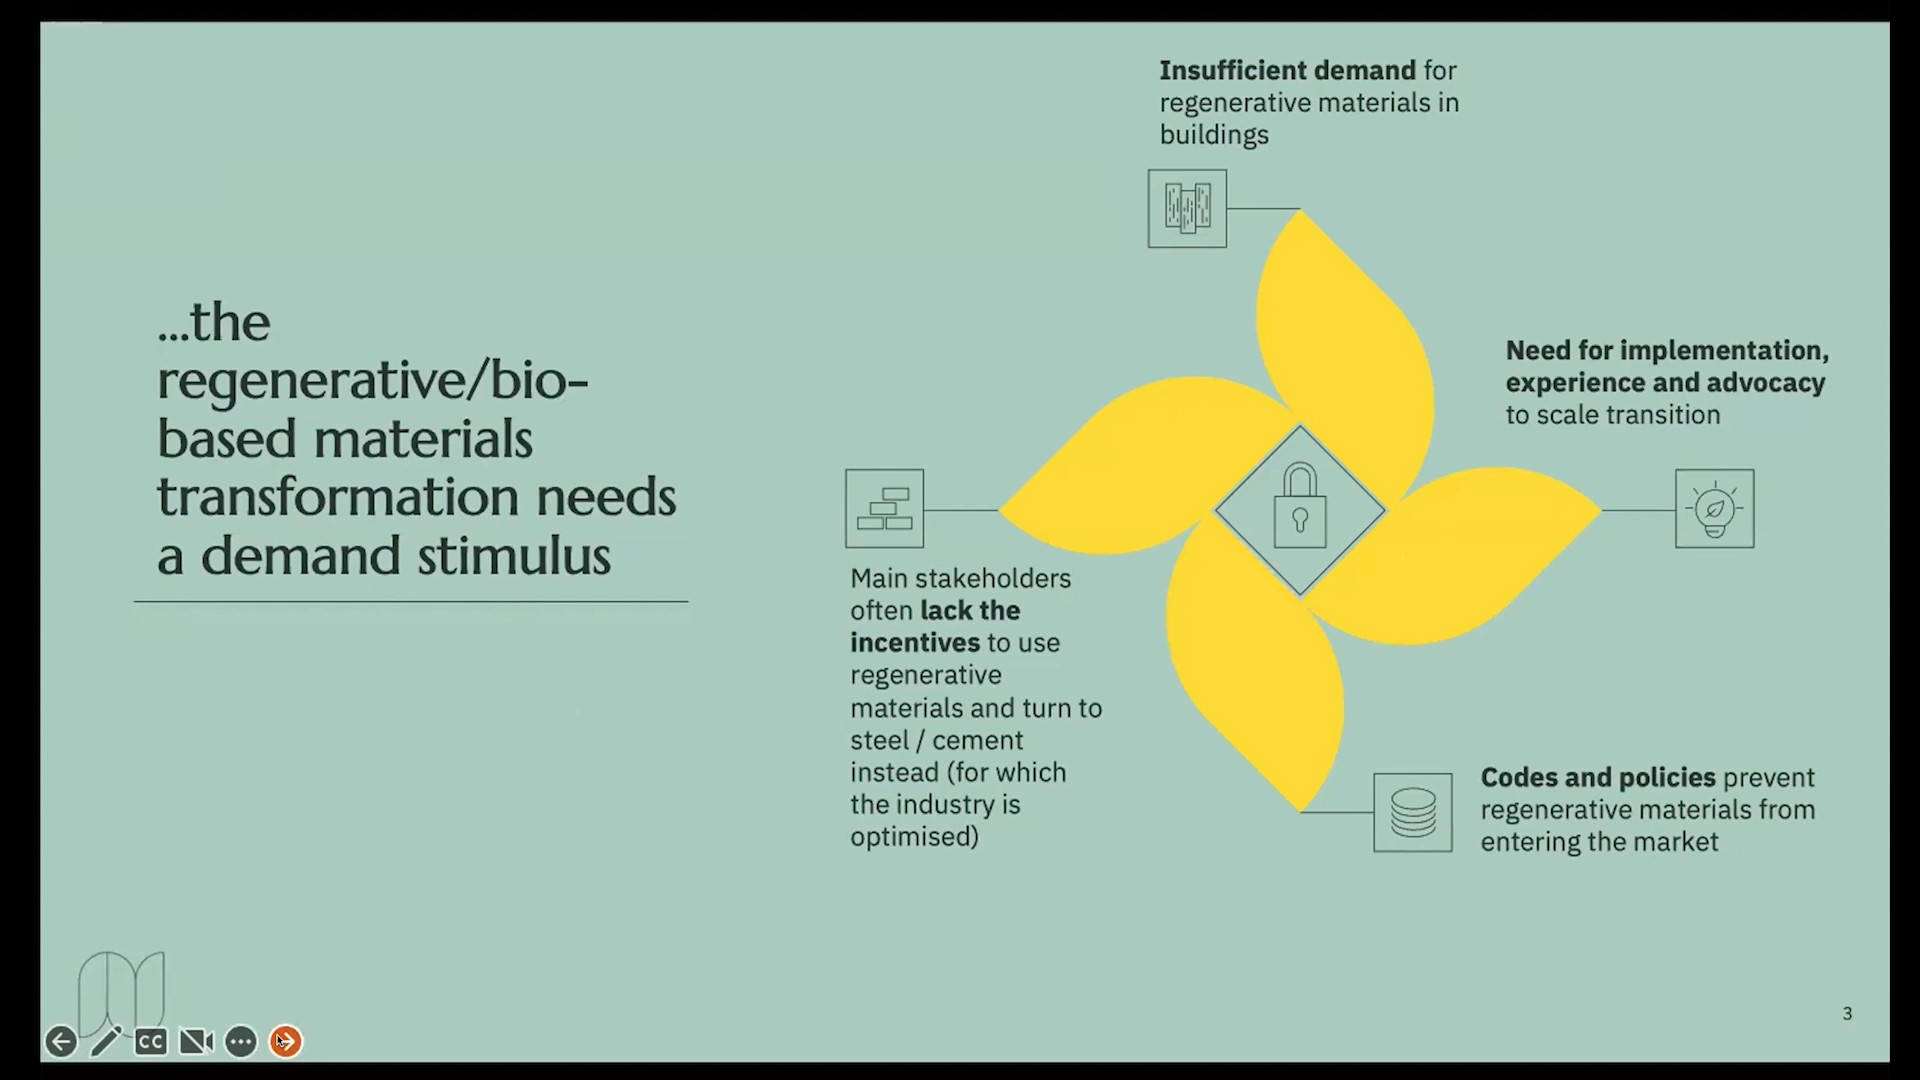 ...the
regenerative/bio-
based materials
transformation needs
a demand stimulus
Insufficient demand for
regenerative materials in
buildings
Need for implementation,
experience and advocacy
to scale transition
Main stakeholders
often lack the
incentives to use
regenerative
materials and turn to
steel / cement
instead (for which
the industry is
optimised)
Codes and policies prevent
regenerative materials from
entering the market
3
CC